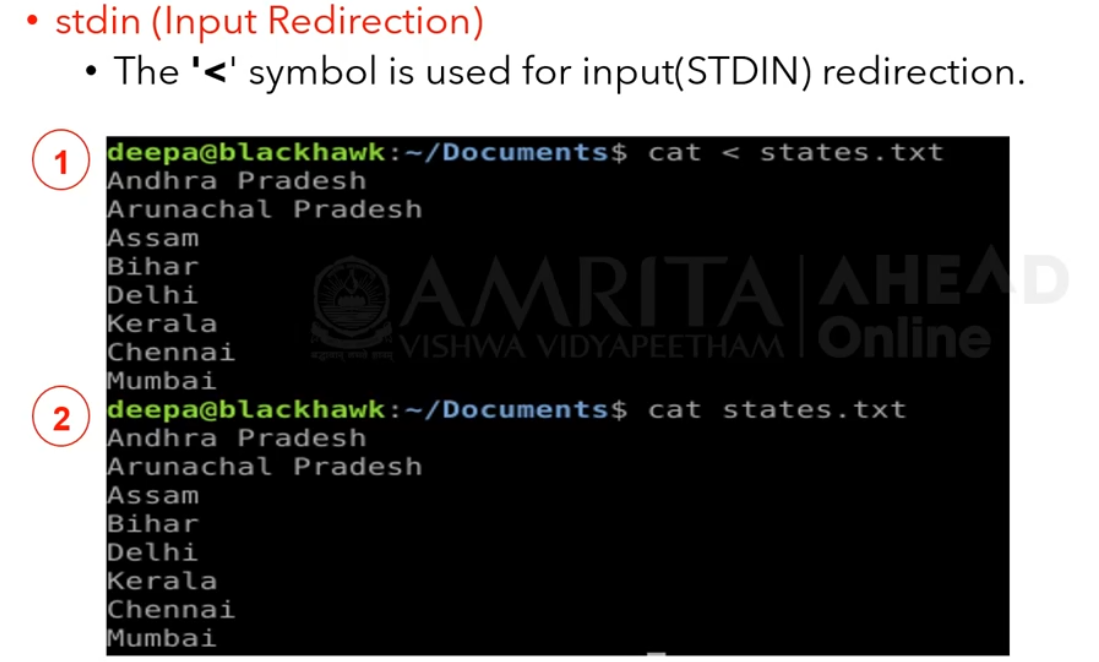 • stdin (Input Redirection)
• The '<' symbol is used for input(STDIN) redirection.
1
deepa@blackhawk:~/Documents$ cat < states.txt
Andhra Pradesh
Arunachal Pradesh
Assam
Bihar
Delhi
Kerala
Chennai
Mumbai
AMRITA
VISHWA VIDYAPEETHAM
AHEAD
Online
2
deepa@blackhawk:~/Documents$ cat states.txt
Andhra Pradesh
Arunachal Pradesh
Assam
Bihar
Delhi
Kerala
Chennai
Mumbai